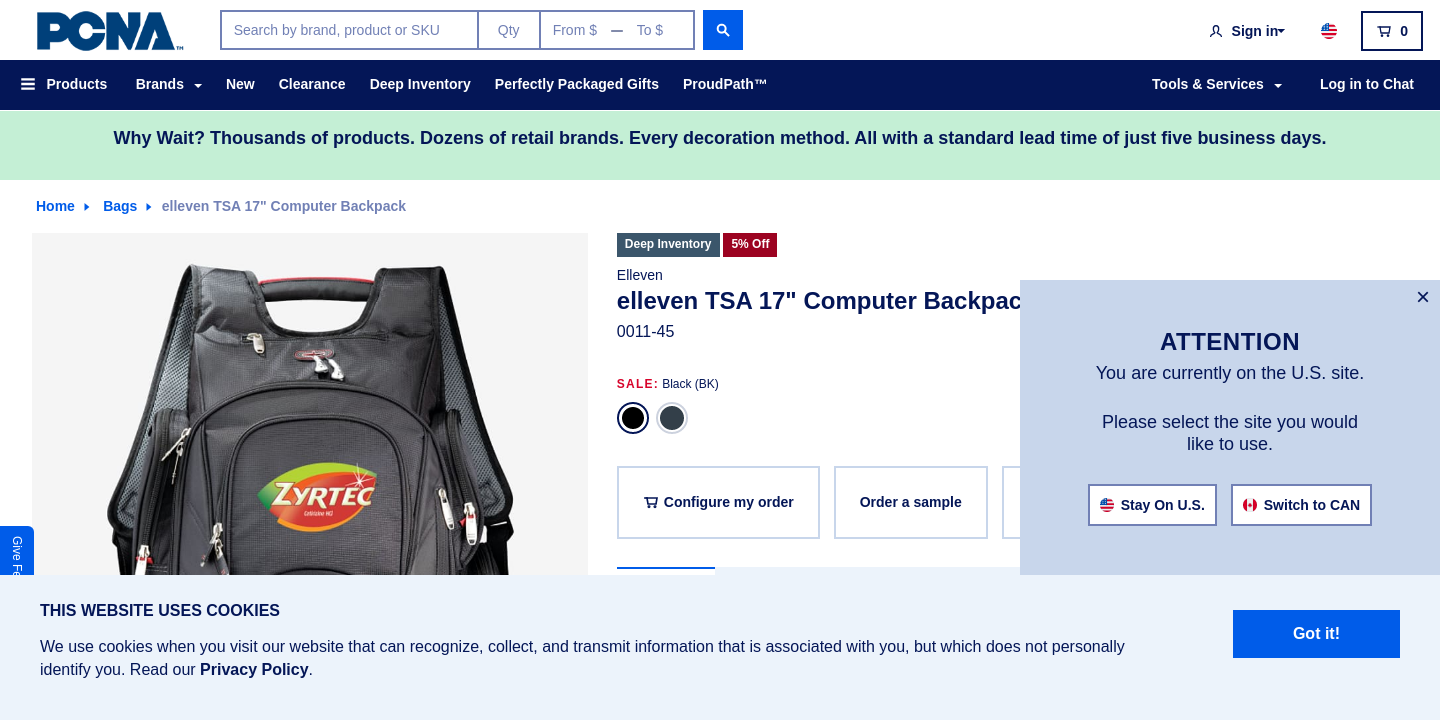 PCNA™
Search by brand, product or SKU
Qty
From $ — To $
Sign in
0
Products
Brands
New
Clearance
Deep Inventory
Perfectly Packaged Gifts
ProudPath™
Tools & Services
Log in to Chat
Why Wait? Thousands of products. Dozens of retail brands. Every decoration method. All with a standard lead time of just five business days.
Home
Bags
elleven TSA 17" Computer Backpack
Deep Inventory
5% Off
Elleven
elleven TSA 17" Computer Backpac
0011-45
SALE: Black (BK)
Configure my order
Order a sample
ZYRTEC
×
ATTENTION
You are currently on the U.S. site.
Please select the site you would
like to use.
Stay On U.S.
Switch to CAN
Give Fe
THIS WEBSITE USES COOKIES
We use cookies when you visit our website that can recognize, collect, and transmit information that is associated with you, but which does not personally
identify you. Read our Privacy Policy.
Got it!